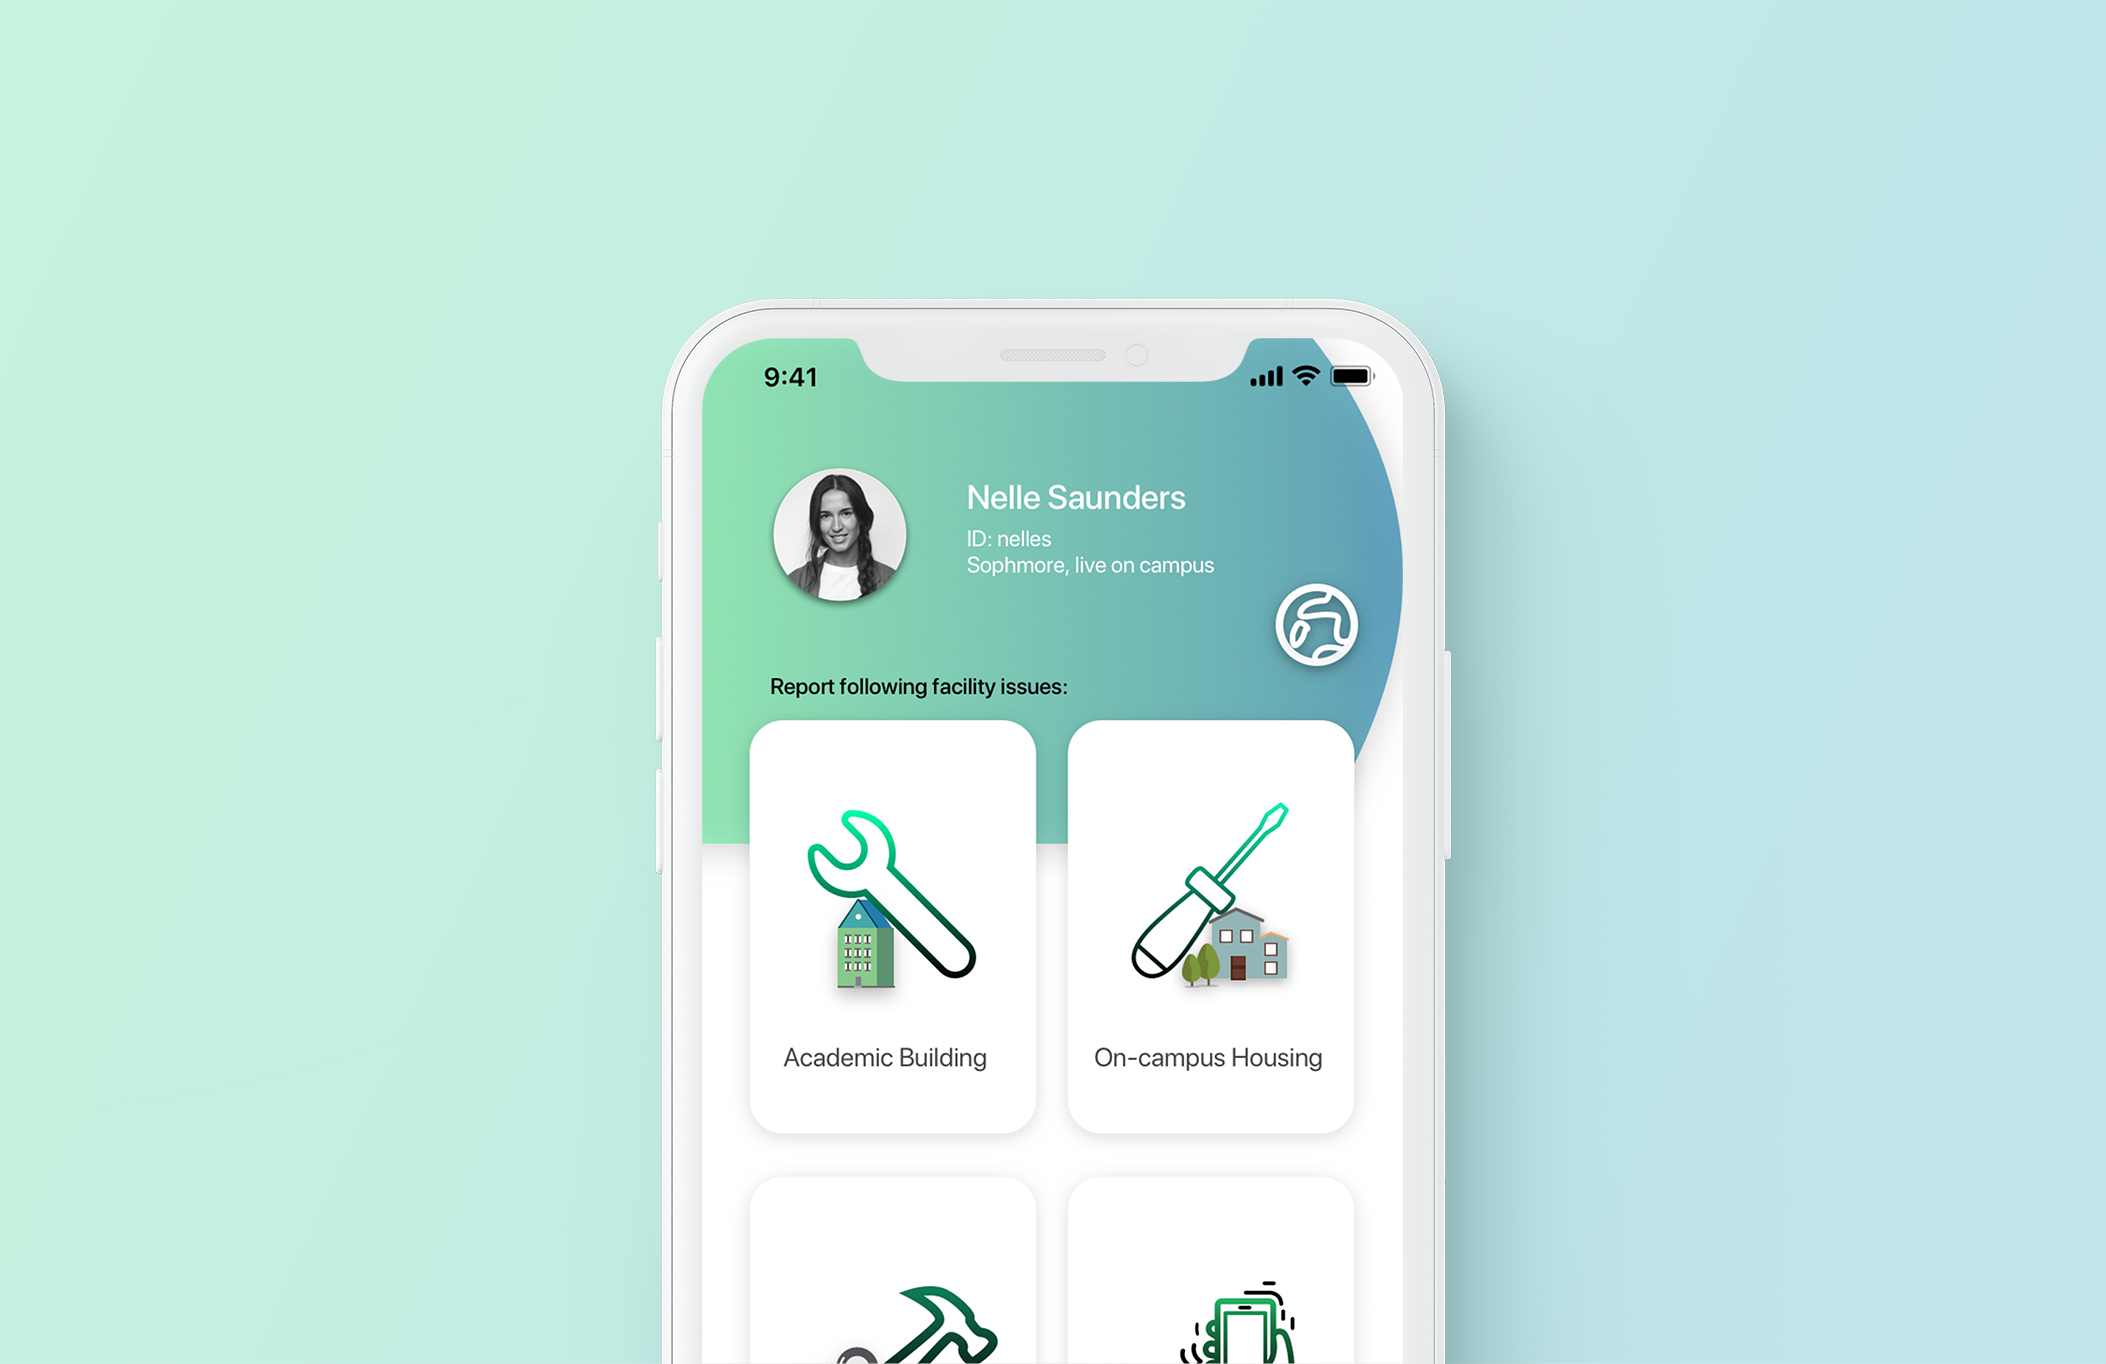 9:41
Nelle Saunders
ID: nelles
Sophmore, live on campus
Report following facility issues:
Academic Building
On-campus Housing